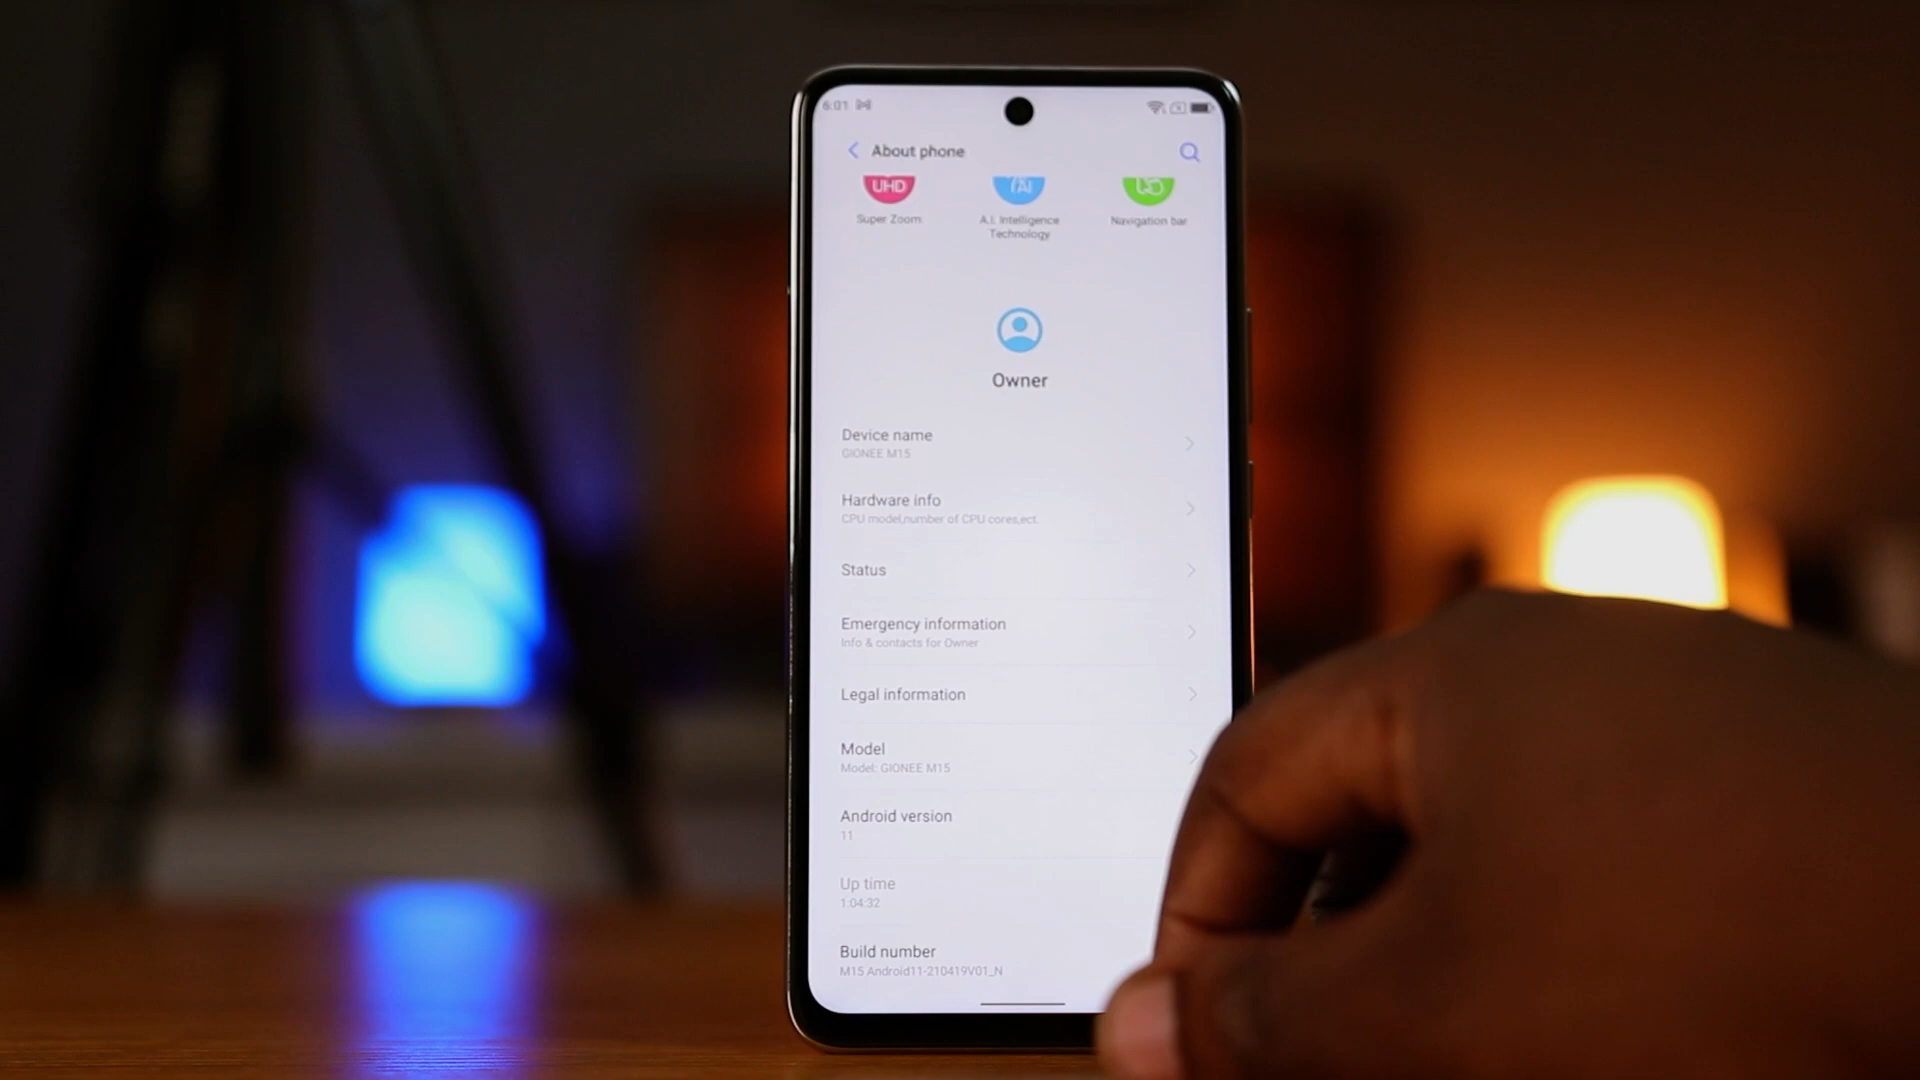 6:01
About phone
UHD
AI
Super Zoom
A.I. Intelligence
Technology
Navigation bar
Owner
Device name
GIONEE M15
Hardware info
CPU model,number of CPU cores,ect.
Status
Emergency information
Info & contacts for Owner
Legal information
Model
Model: GIONEE M15
Android version
11
Up time
1:04:32
Build number
M15 Android11-210419V01_N